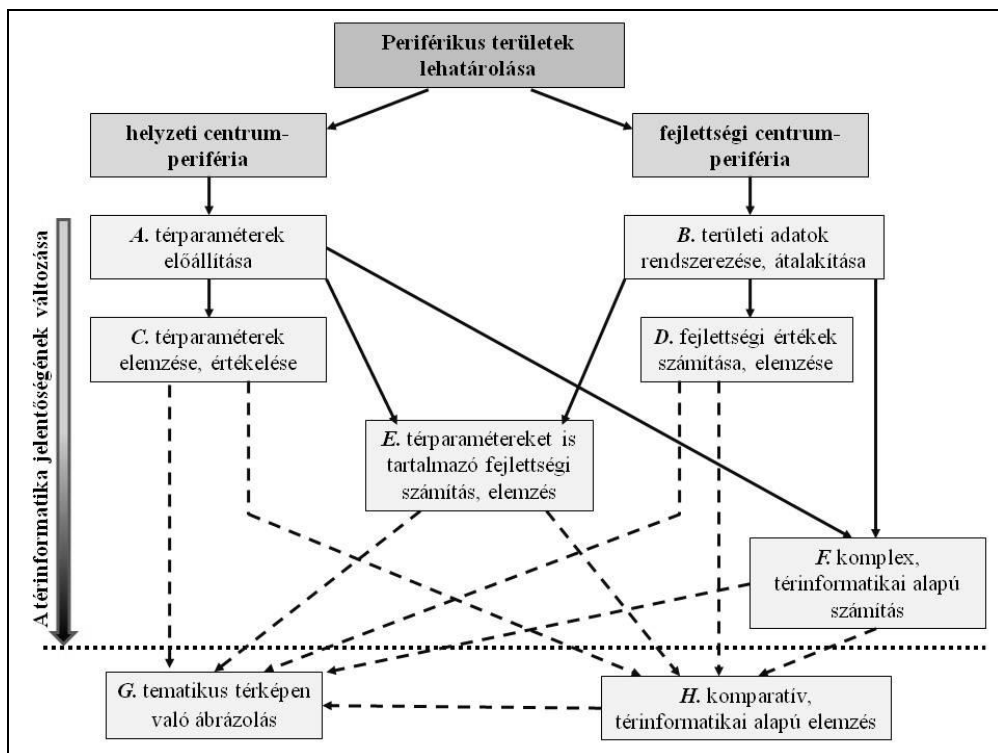 Periférikus területek
lehatárolása
helyzeti centrum-
periféria
fejlettségi centrum-
periféria
A. térparaméterek
előállítása
B. területi adatok
rendszerezése, átalakítása
C. térparaméterek
elemzése, értékelése
D. fejlettségi értékek
számítása, elemzése
E. térparamétereket is
tartalmazó fejlettségi
számítás, elemzés
F. komplex,
térinformatikai alapú
számítás
G. tematikus térképen
való ábrázolás
H. komparatív,
térinformatikai alapú elemzés
A térinformatika jelentőségének változása